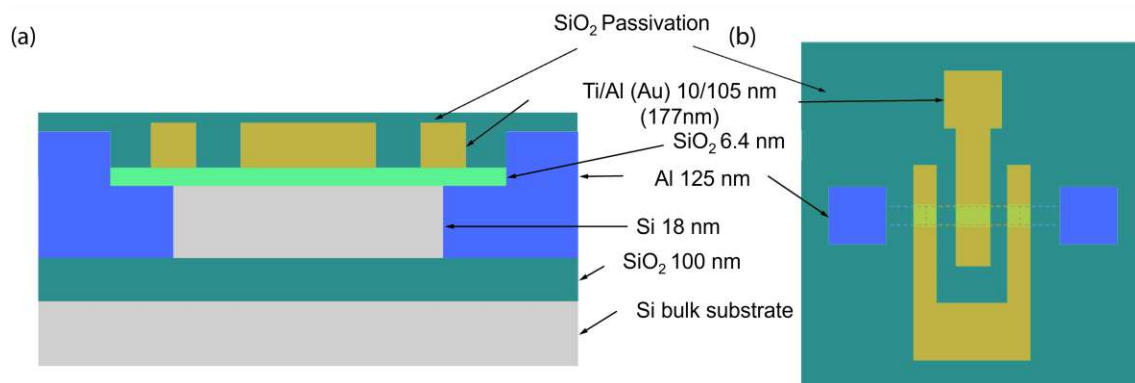 (a)
SiO₂ Passivation
(b)
Ti/Al (Au) 10/105 nm
(177nm)
SiO₂ 6.4 nm
Al 125 nm
Si 18 nm
SiO₂ 100 nm
Si bulk substrate